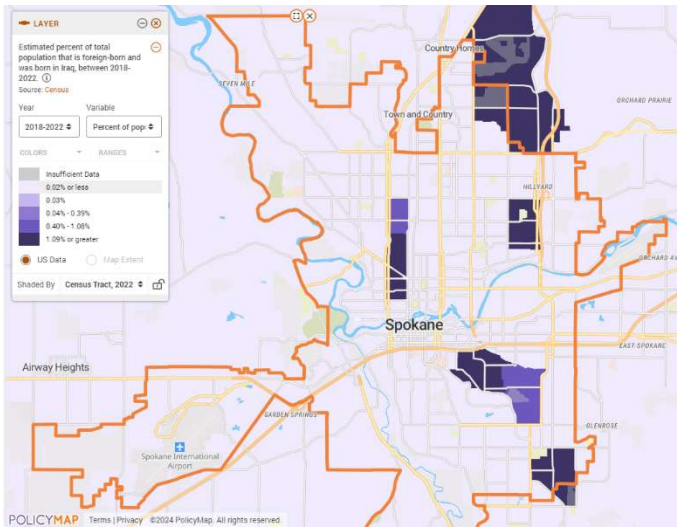 LAYER
Estimated percent of total
population that is foreign-born and
was born in Iraq, between 2018-
2022.
Source: Census
Year Variable
2018-2022 Percent of pop
COLORS RANGES
Insufficient Data
0.02% or less
0.03%
0.04% - 0.39%
0.40% - 1.08%
1.09% or greater
US Data Map Extent
Shaded By Census Tract, 2022
Country Homes
SEVEN MILE
ORCHARD PRAIRIE
Town and Country
HILLYARD
ORCHARD AV
Spokane
EAST SPOKANE
Airway Heights
GARDEN SPRINGS
GLENROSE
Spokane International
Airport
POLICYMAP Terms | Privacy ©2024 PolicyMap. All rights reserved.